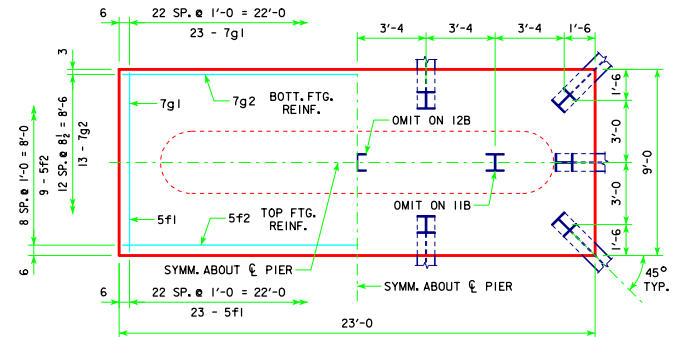 6 22 SP. @ 1'-0 = 22'-0
23 - 7g1
3'-4 3'-4 3'-4 1'-6
3
7g1
7g2
BOTT. FTG.
REINF.
OMIT ON 12B
1'-6
3'-0
9'-0
3'-0
1'-6
8 SP. @ 1'-0 = 8'-0
9 - 5f2
12 SP. @ 8 1/2 = 8'-6
13 - 7g2
5f1
5f2
TOP FTG.
REINF.
OMIT ON 11B
6
SYMM. ABOUT ℄ PIER
SYMM. ABOUT ℄ PIER
45°
TYP.
6 22 SP. @ 1'-0 = 22'-0
23 - 5f1
23'-0